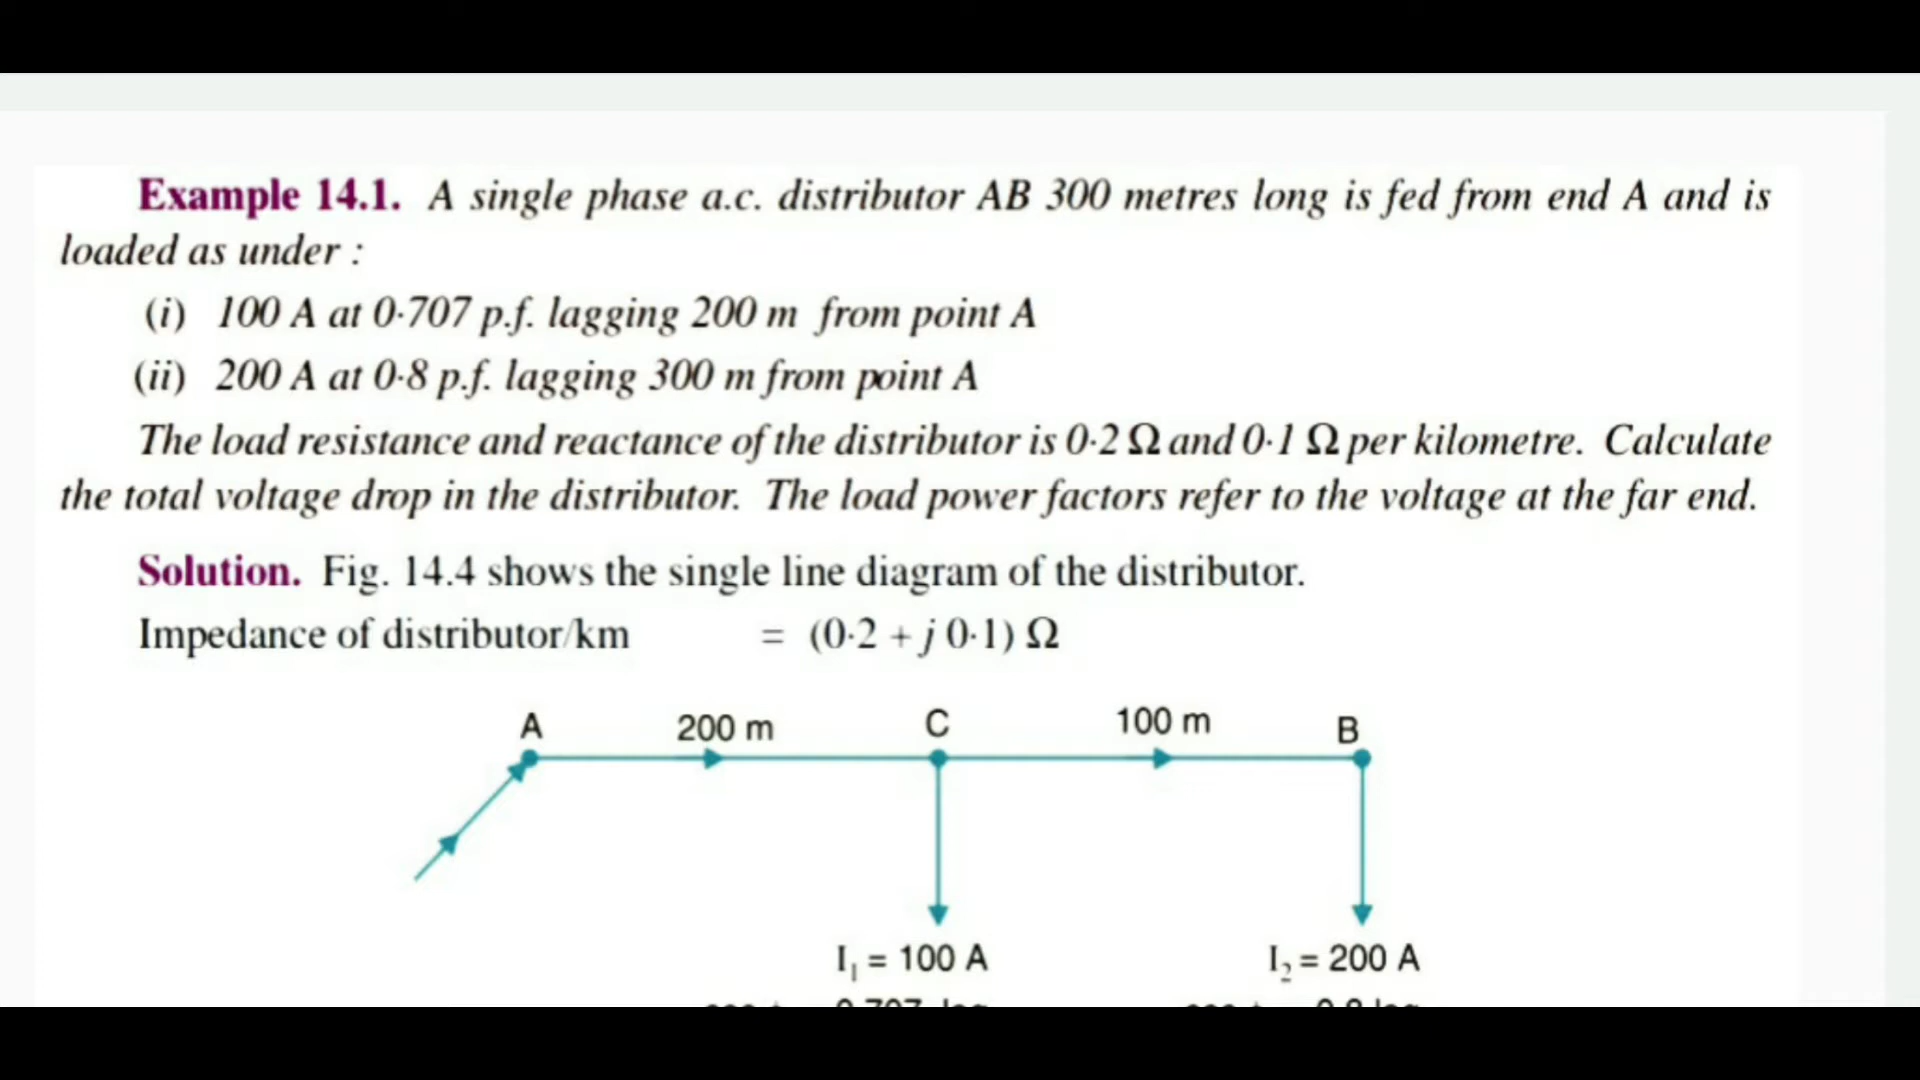 Example 14.1. A single phase a.c. distributor AB 300 metres long is fed from end A and is
loaded as under :
(i) 100 A at 0·707 p.f. lagging 200 m from point A
(ii) 200 A at 0·8 p.f. lagging 300 m from point A
The load resistance and reactance of the distributor is 0·2 Ω and 0·1 Ω per kilometre. Calculate
the total voltage drop in the distributor. The load power factors refer to the voltage at the far end.
Solution. Fig. 14.4 shows the single line diagram of the distributor.
Impedance of distributor/km = (0·2 + j 0·1) Ω
A 200 m C 100 m B
I₁ = 100 A I₂ = 200 A